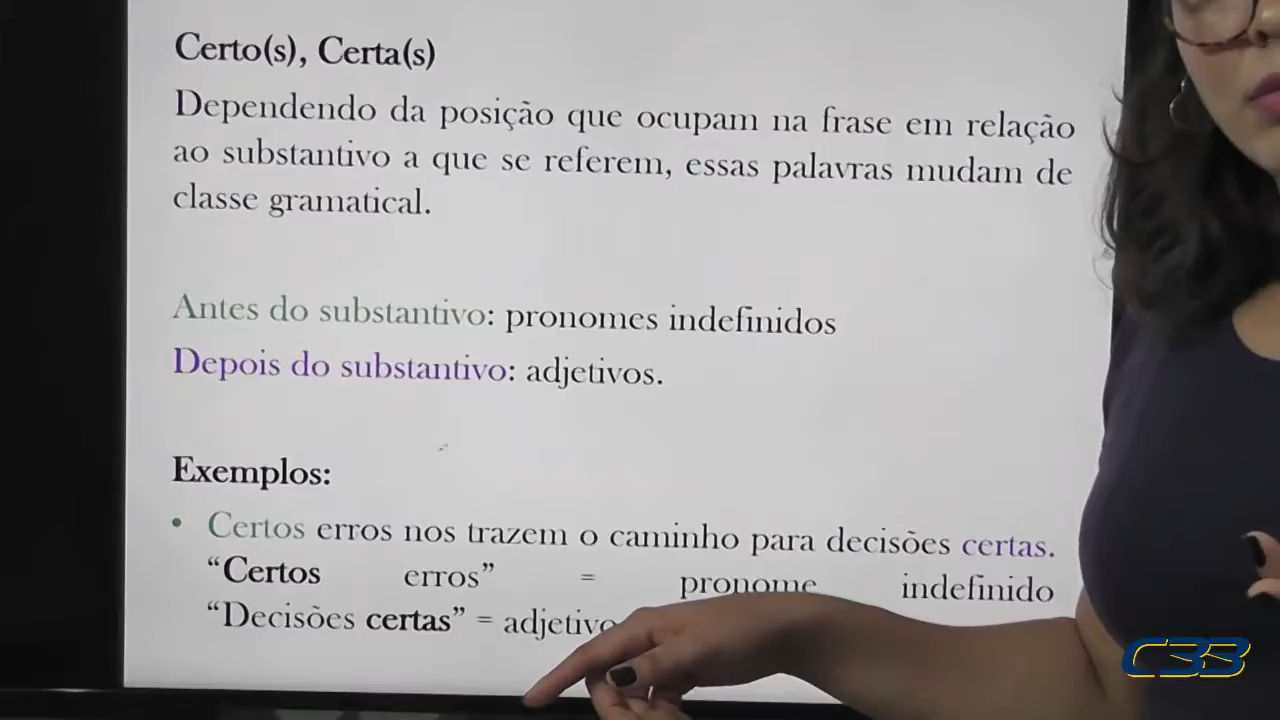 Certo(s), Certa(s)
Dependendo da posição que ocupam na frase em relação
ao substantivo a que se referem, essas palavras mudam de
classe gramatical.
Antes do substantivo: pronomes indefinidos
Depois do substantivo: adjetivos.
Exemplos:
• Certos erros nos trazem o caminho para decisões certas.
“Certos erros” = pronome indefinido
“Decisões certas” = adjetivo
C33